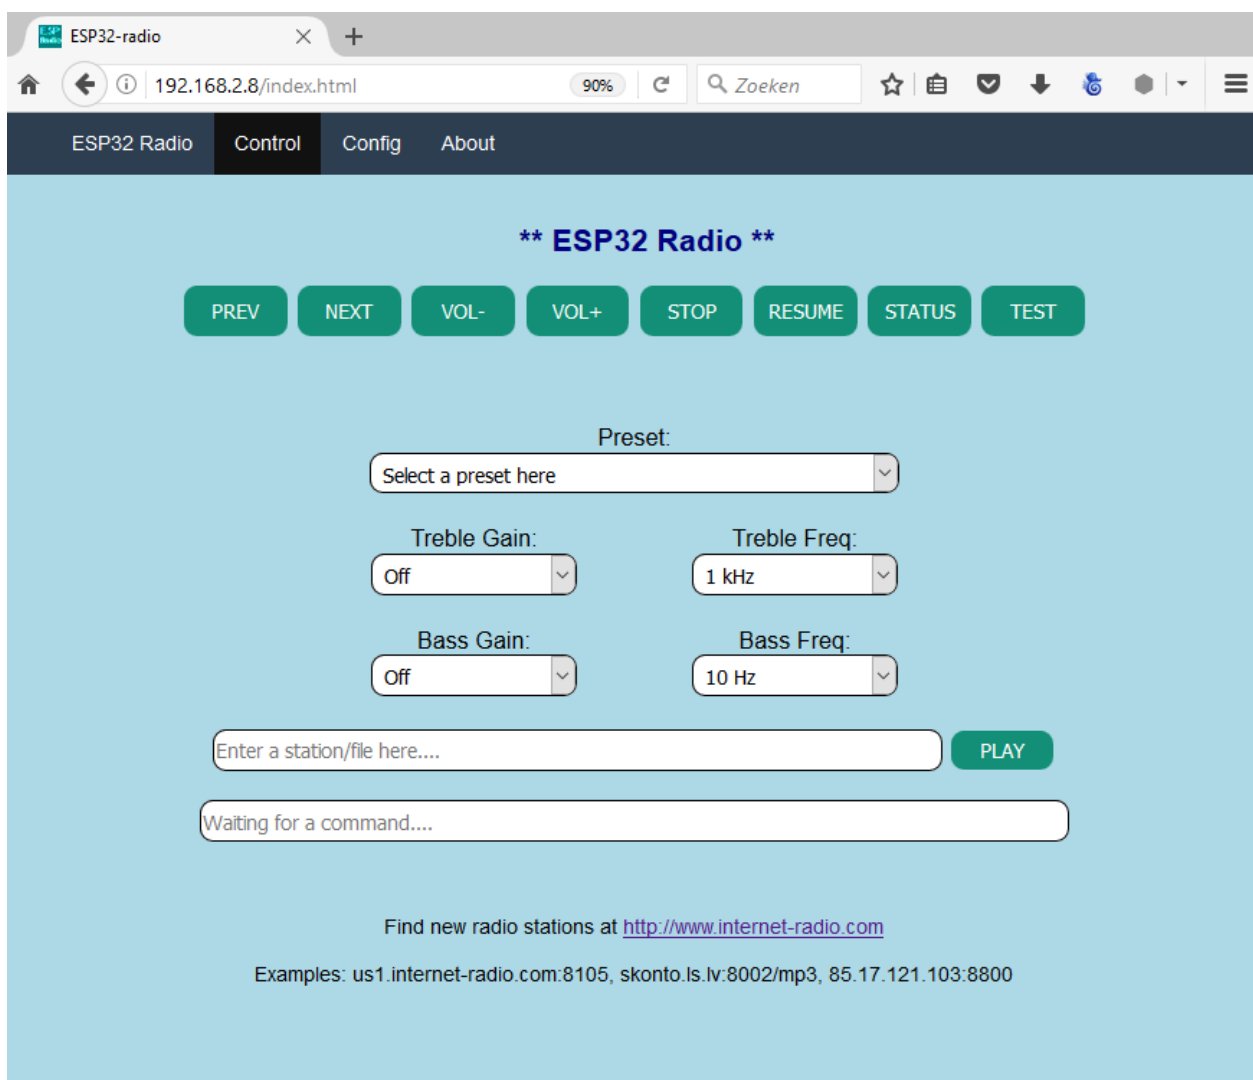 ESP32-radio
192.168.2.8/index.html 90% Zoeken
ESP32 Radio Control Config About
** ESP32 Radio **
PREV NEXT VOL- VOL+ STOP RESUME STATUS TEST
Preset:
Select a preset here
Treble Gain: Treble Freq:
Off 1 kHz
Bass Gain: Bass Freq:
Off 10 Hz
Enter a station/file here.... PLAY
Waiting for a command....
Find new radio stations at http://www.internet-radio.com
Examples: us1.internet-radio.com:8105, skonto.ls.lv:8002/mp3, 85.17.121.103:8800